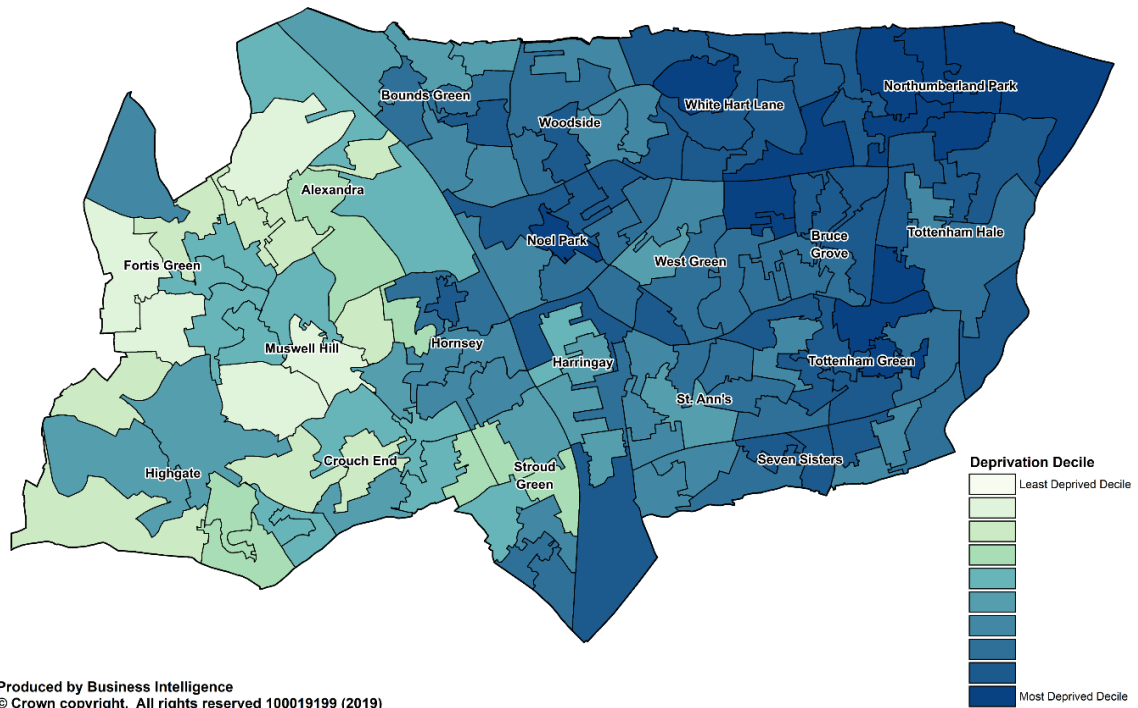 Northumberland Park
Bounds Green
White Hart Lane
Woodside
Alexandra
Tottenham Hale
Bruce
Grove
Noel Park
West Green
Fortis Green
Muswell Hill
Hornsey
Harringay
Tottenham Green
St. Ann's
Seven Sisters
Crouch End
Stroud
Green
Highgate
Deprivation Decile
Least Deprived Decile
Most Deprived Decile
Produced by Business Intelligence
© Crown copyright. All rights reserved 100019199 (2019)